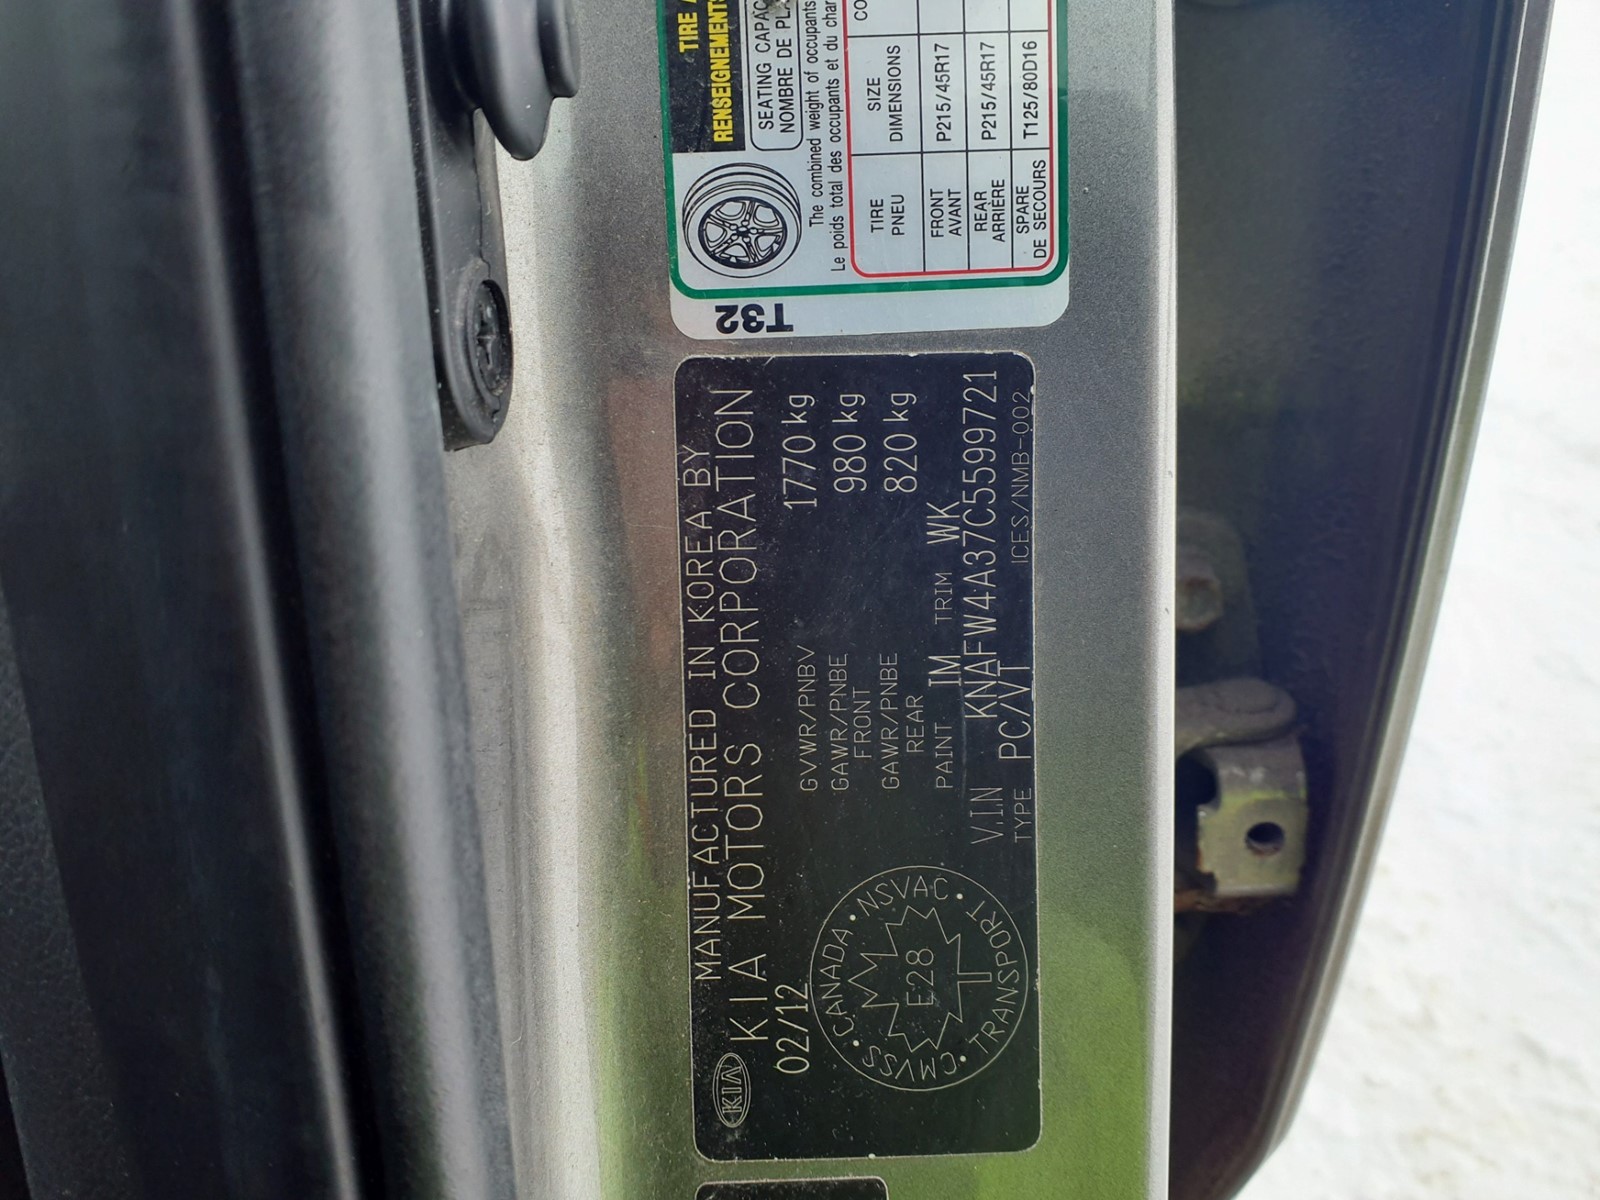 TIRE
RENSEIGNEMENTS
SEATING
NOMBRE DE
The combined weight of occupants
Le poids total des occupants et du
TIRE SIZE
PNEU DIMENSIONS
FRONT P215/45R17
AVANT
REAR P215/45R17
ARRIÈRE
SPARE T125/80D16
DE SECOURS
T32
MANUFACTURED IN KOREA BY
KIA KIA MOTORS CORPORATION
02/12
GVWR/PNBV 1770 kg
GAWR/PNBE 980 kg
FRONT
GAWR/PNBE 820 kg
REAR
PAINT IM TRIM WK
V.I.N KNAFW4A37C5599721
TYPE PC/VT ICES/NMB-002
CANADA · NSVAC ·
CMVSS · TRANSPORT
E28